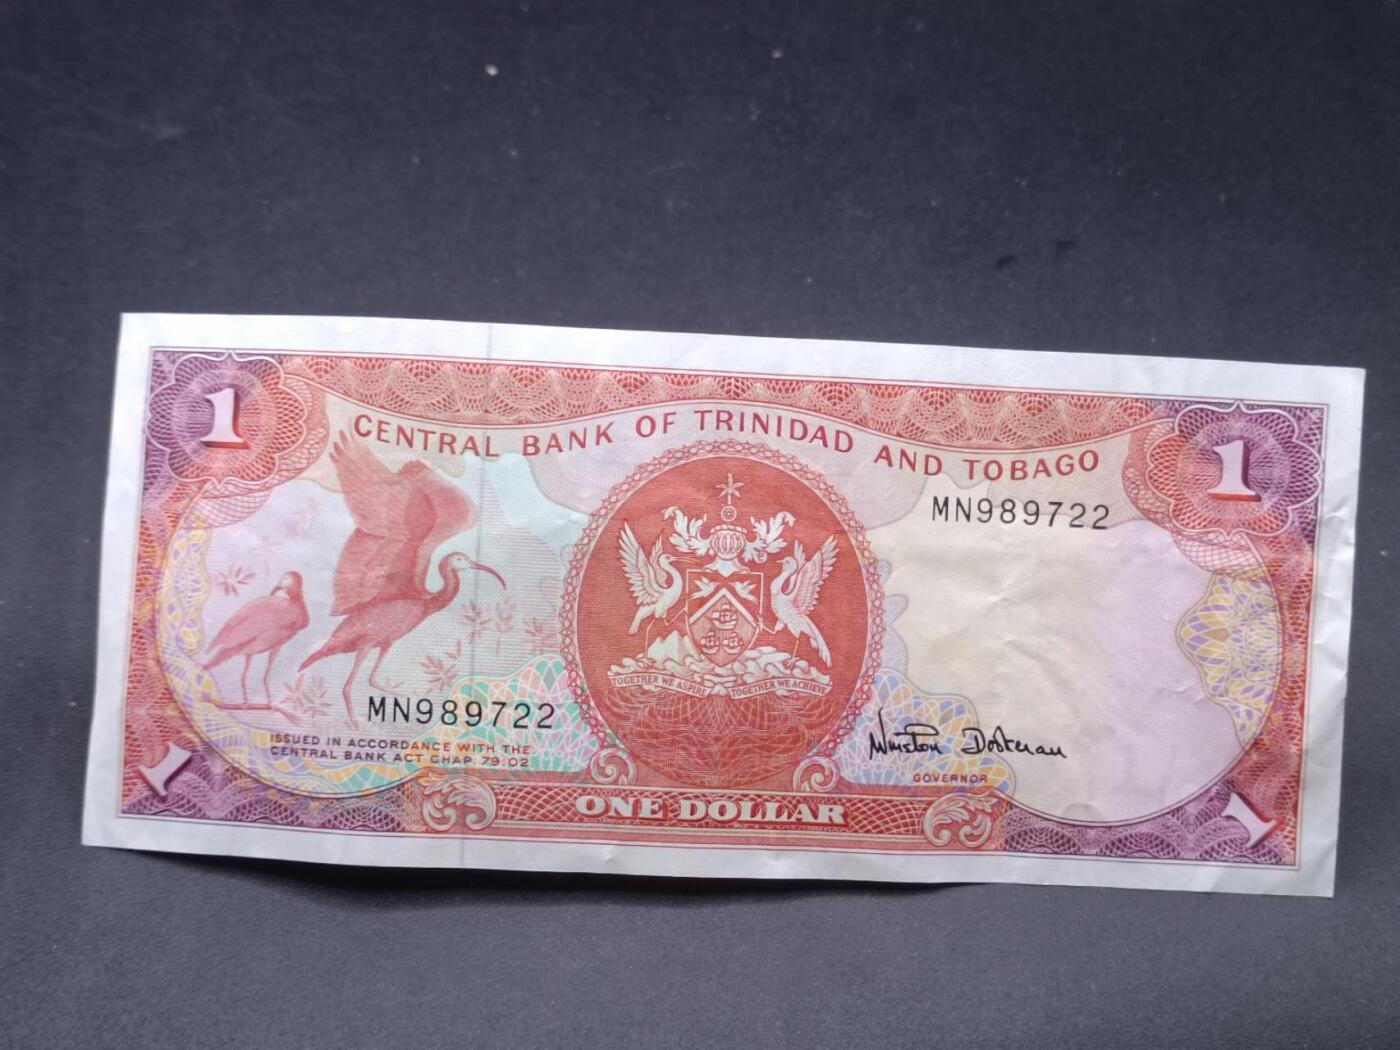 1
1
CENTRAL BANK OF TRINIDAD AND TOBAGO
MN989722
TOGETHER WE ASPIRE TOGETHER WE ACHIEVE
MN989722
ISSUED IN ACCORDANCE WITH THE
CENTRAL BANK ACT CHAP. 79.02
Winston Dookeran
GOVERNOR
1
ONE DOLLAR
1